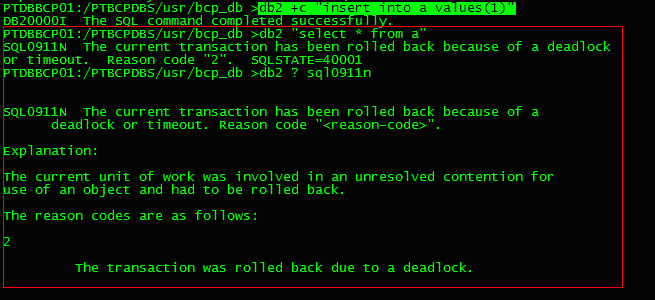 PTDBBCP01:/PTBCPDBS/usr/bcp_db >db2 +c "insert into a values(1)"
DB20000I  The SQL command completed successfully.
PTDBBCP01:/PTBCPDBS/usr/bcp_db >db2 "select * from a"
SQL0911N  The current transaction has been rolled back because of a deadlock
or timeout.  Reason code "2".  SQLSTATE=40001
PTDBBCP01:/PTBCPDBS/usr/bcp_db >db2 ? sql0911n
SQL0911N  The current transaction has been rolled back because of a
deadlock or timeout. Reason code "<reason-code>".
Explanation:
The current unit of work was involved in an unresolved contention for
use of an object and had to be rolled back.
The reason codes are as follows:
2
The transaction was rolled back due to a deadlock.